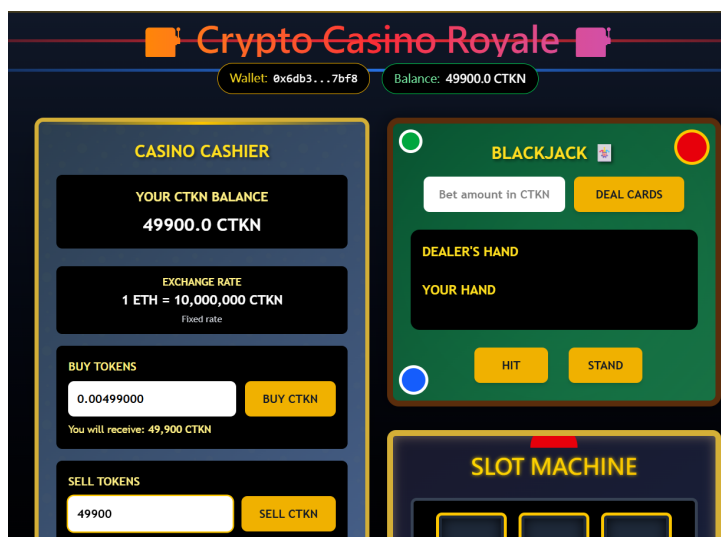 Crypto Casino Royale
Wallet: 0x6db3...7bf8
Balance: 49900.0 CTKN
CASINO CASHIER
YOUR CTKN BALANCE
49900.0 CTKN
EXCHANGE RATE
1 ETH = 10,000,000 CTKN
Fixed rate
BUY TOKENS
0.00499000
BUY CTKN
You will receive: 49,900 CTKN
SELL TOKENS
49900
SELL CTKN
BLACKJACK
Bet amount in CTKN
DEAL CARDS
DEALER'S HAND
YOUR HAND
HIT
STAND
SLOT MACHINE